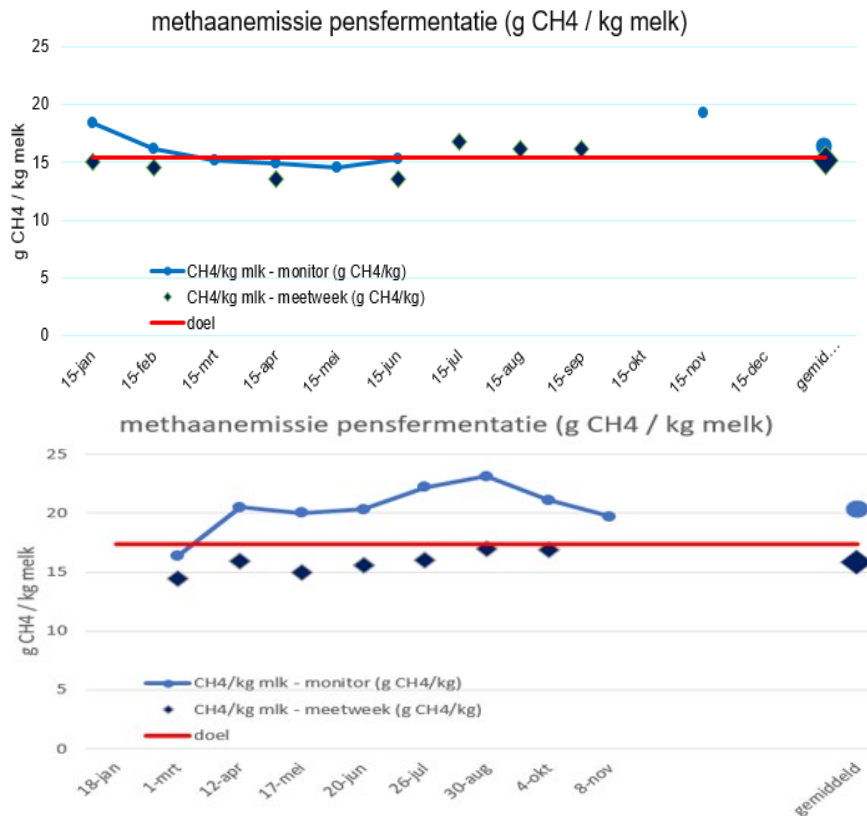 methaanemissie pensfermentatie (g CH4 / kg melk)
25
20
15
10
5
0
g CH4 / kg melk
CH4/kg mlk - monitor (g CH4/kg)
CH4/kg mlk - meetweek (g CH4/kg)
doel
15-jan
15-feb
15-mrt
15-apr
15-mei
15-jun
15-jul
15-aug
15-sep
15-okt
15-nov
15-dec
gemid...
methaanemissie pensfermentatie (g CH4 / kg melk)
25
20
15
10
5
0
g CH4 / kg melk
CH4/kg mlk - monitor (g CH4/kg)
CH4/kg mlk - meetweek (g CH4/kg)
doel
18-jan
1-mrt
12-apr
17-mei
20-jun
26-jul
30-aug
4-okt
8-nov
gemiddeld